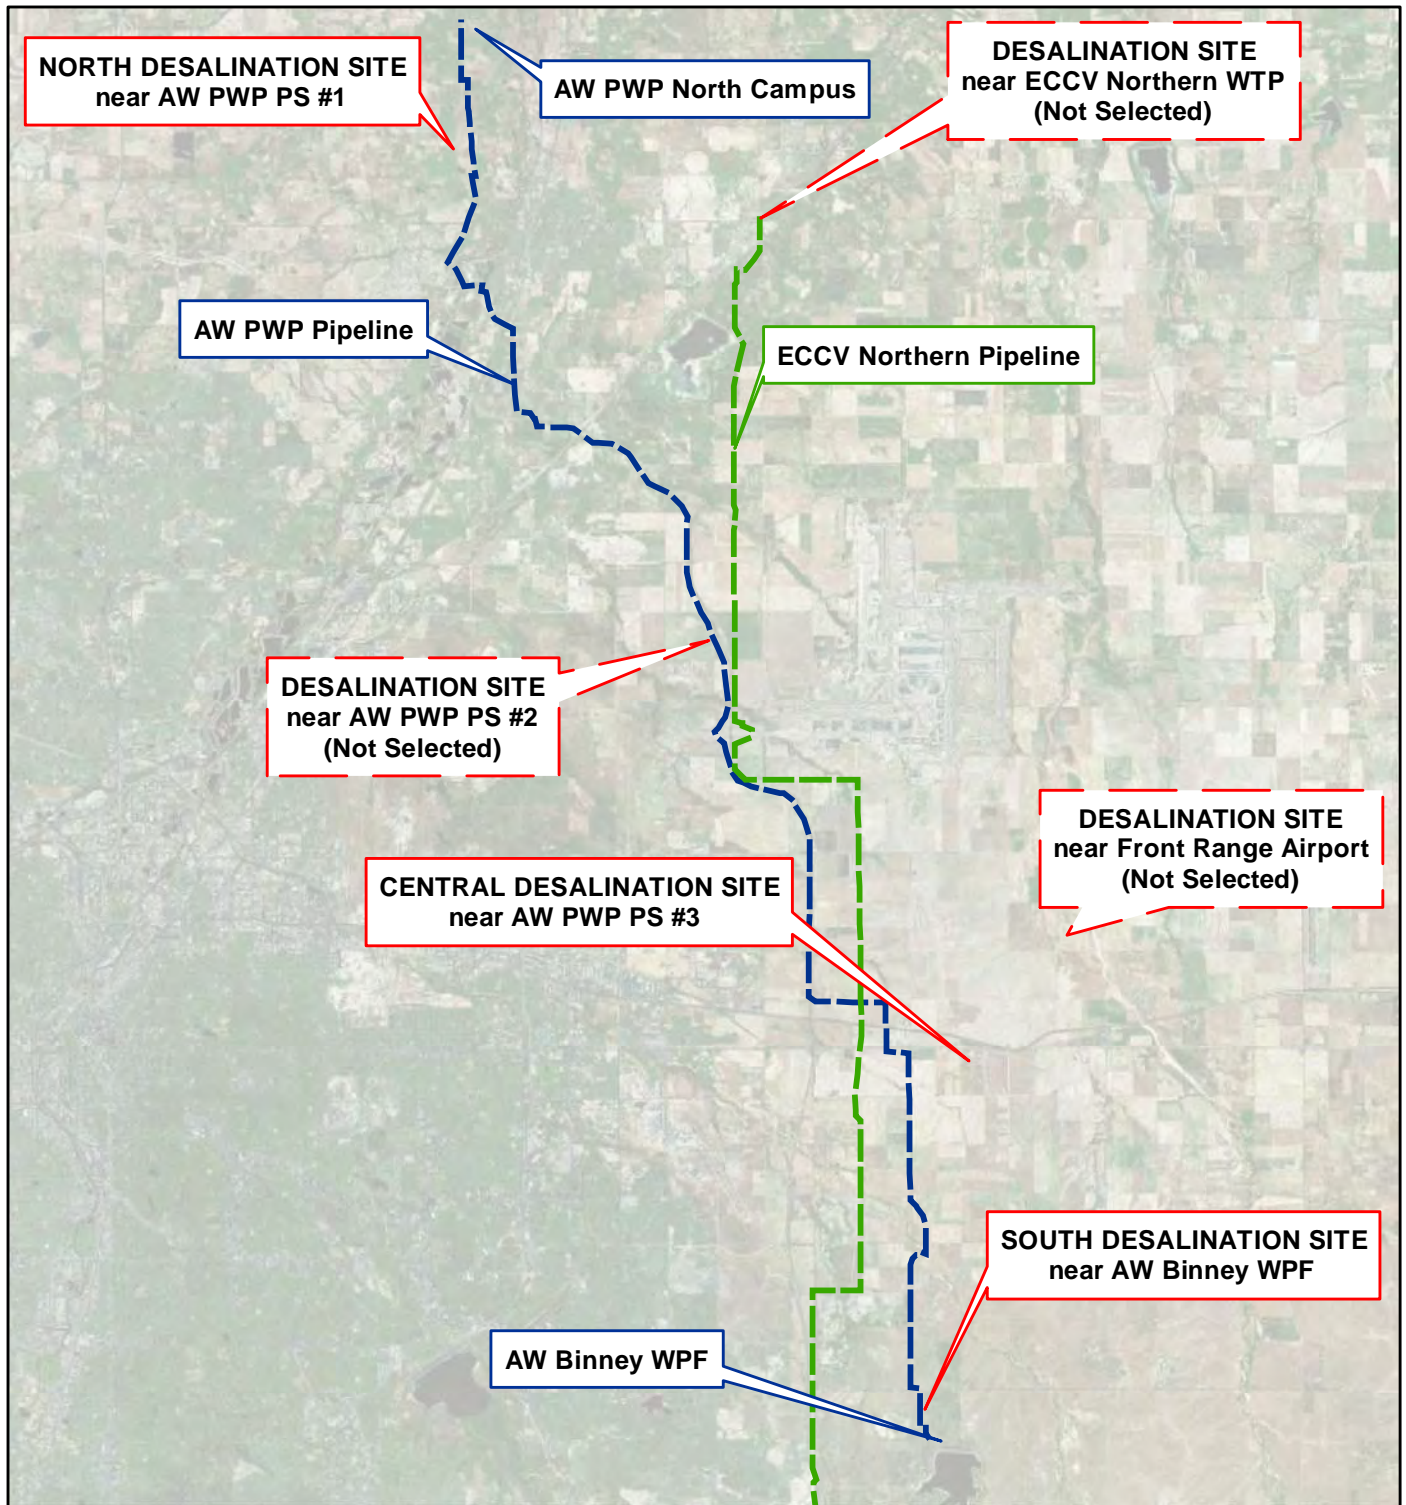 NORTH DESALINATION SITE
near AW PWP PS #1
AW PWP North Campus
DESALINATION SITE
near ECCV Northern WTP
(Not Selected)
AW PWP Pipeline
ECCV Northern Pipeline
DESALINATION SITE
near AW PWP PS #2
(Not Selected)
DESALINATION SITE
near Front Range Airport
(Not Selected)
CENTRAL DESALINATION SITE
near AW PWP PS #3
SOUTH DESALINATION SITE
near AW Binney WPF
AW Binney WPF